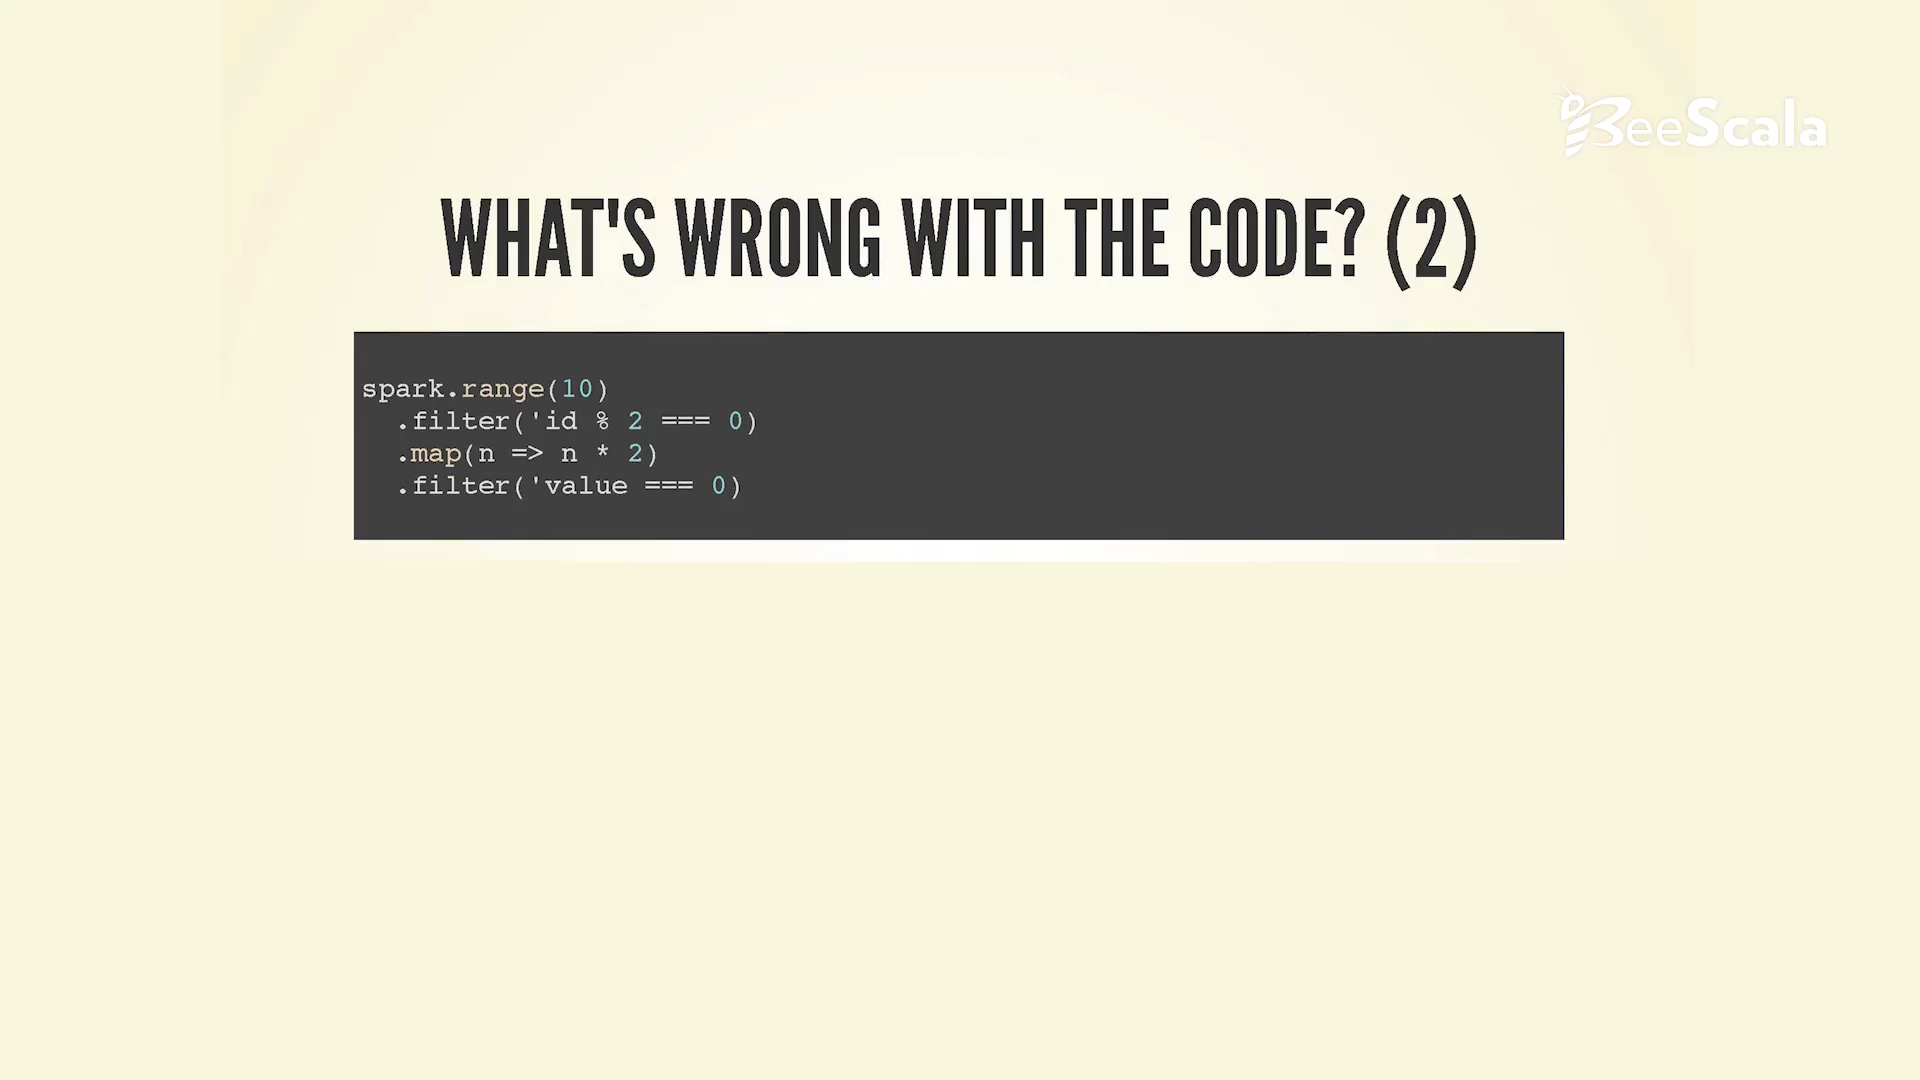 BeeScala
WHAT'S WRONG WITH THE CODE? (2)
spark.range(10)
  .filter('id % 2 === 0)
  .map(n => n * 2)
  .filter('value === 0)